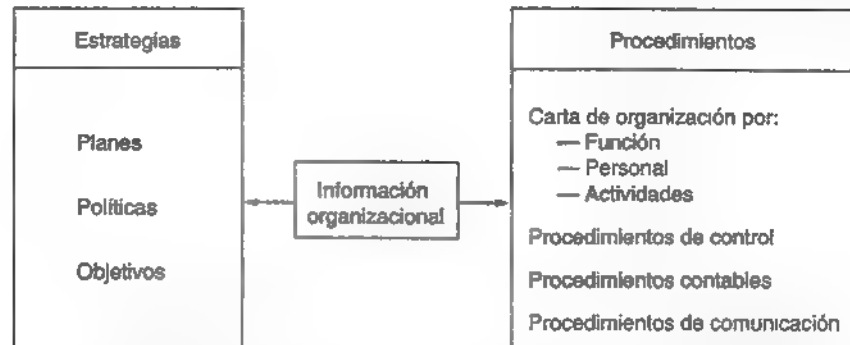 Estrategías
Planes
Políticas
Objetivos
Información
organizacional
Procedimientos
Carta de organización por:
— Función
— Personal
— Actividades
Procedimientos de control
Procedimientos contables
Procedimientos de comunicación